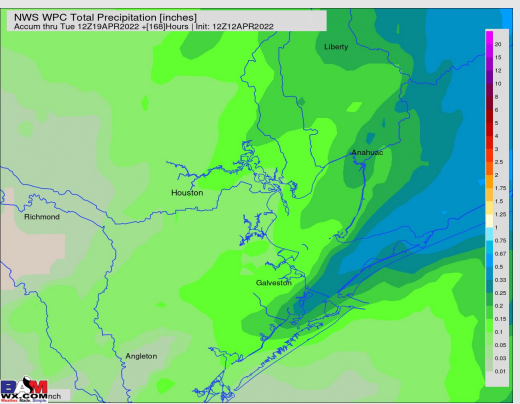 NWS WPC Total Precipitation [inches]
Accum thru Tue 12Z19APR2022 +[168]Hours | Init: 12Z12APR2022
Liberty
Anahuac
Houston
Richmond
Galveston
Angleton
20
15
12
10
8
6
5
4
3
2.5
2
1.75
1.5
1.25
1
0.75
0.67
0.5
0.33
0.25
0.2
0.15
0.1
0.05
0.03
0.01
BAM
WX.COM
Weather Made Simple
nch